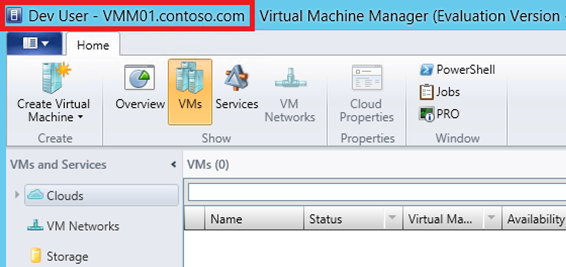 Dev User - VMM01.contoso.com Virtual Machine Manager (Evaluation Version -
Home
Create Virtual
Machine
Overview
VMs
Services
VM
Networks
Cloud
Properties
PowerShell
Jobs
PRO
Create
Show
Properties
Window
VMs and Services
VMs (0)
Clouds
VM Networks
Storage
Name
Status
Virtual Ma...
Availability